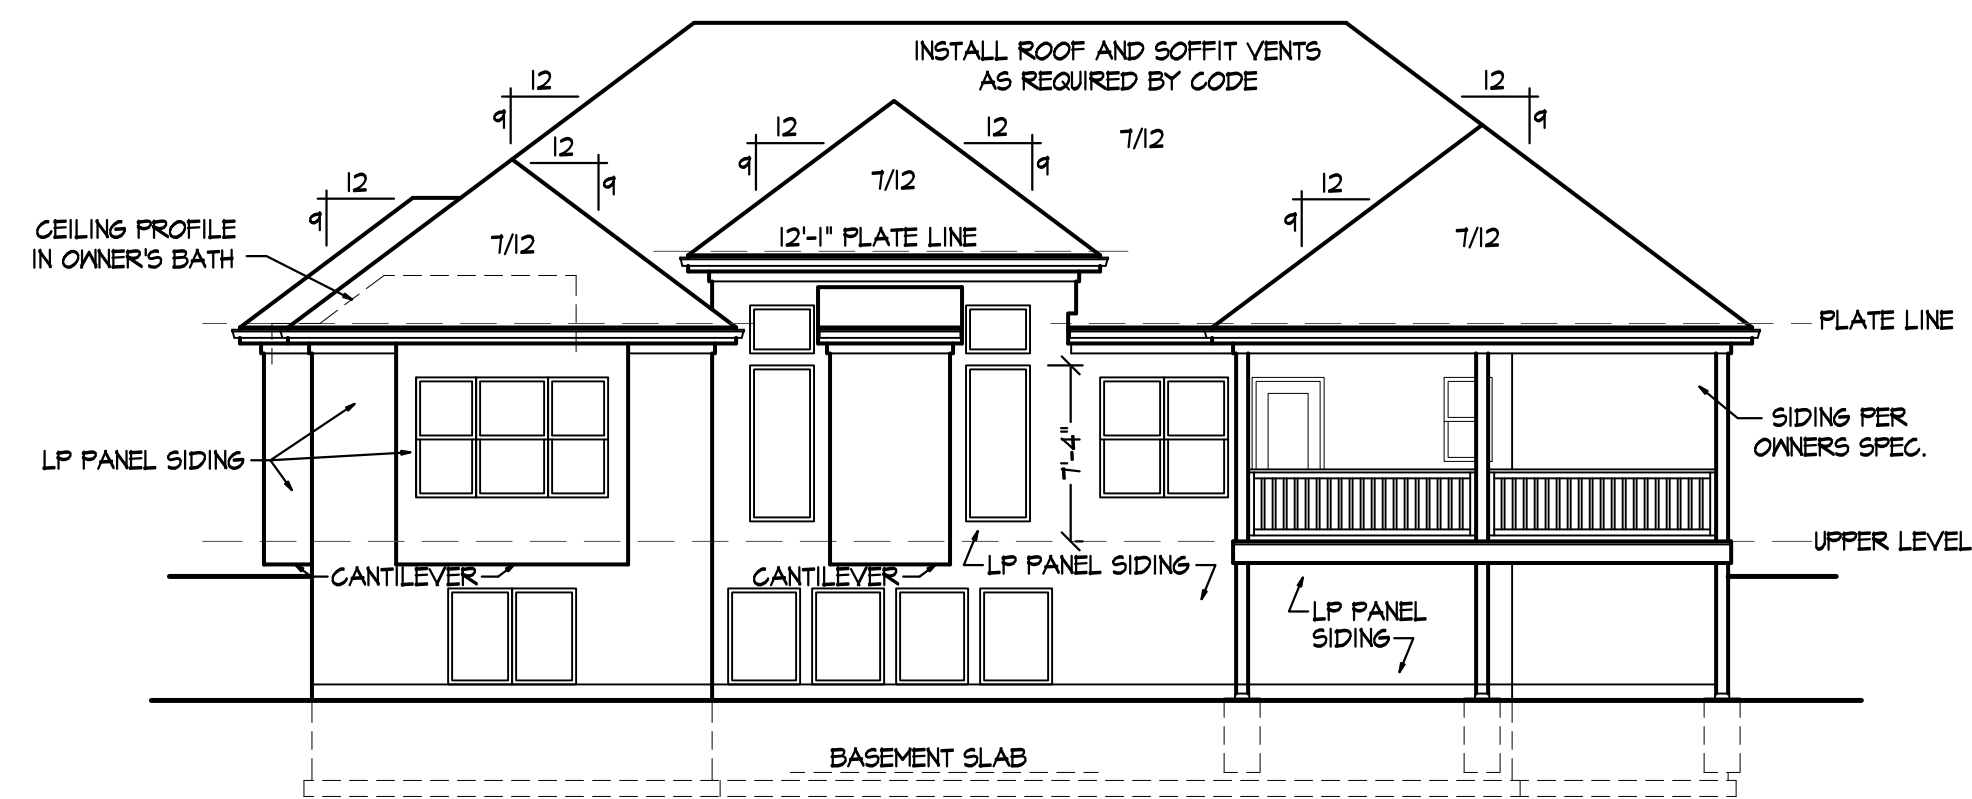 INSTALL ROOF AND SOFFIT VENTS
AS REQUIRED BY CODE
12
9
12
9
12
9
12
9
12
9
7/12
12
9
12
9
12
9
7/12
7/12
7/12
CEILING PROFILE
IN OWNER'S BATH
12'-1" PLATE LINE
PLATE LINE
SIDING PER
OWNERS SPEC.
LP PANEL SIDING
7'-4"
UPPER LEVEL
CANTILEVER
CANTILEVER
LP PANEL SIDING
LP PANEL
SIDING
BASEMENT SLAB